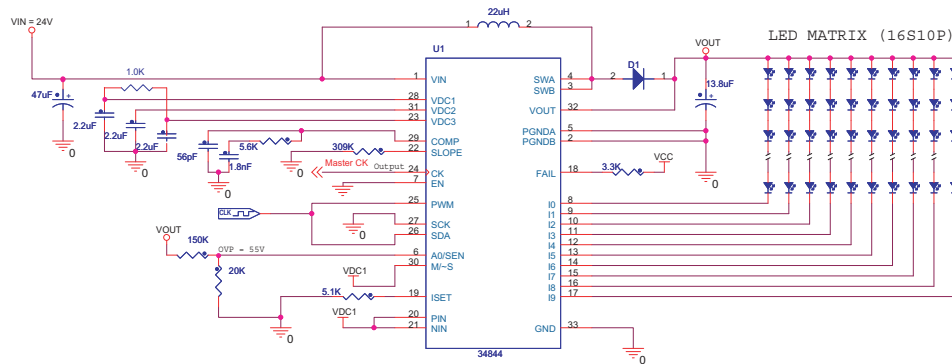 22uH
1 2
VIN = 24V
LED MATRIX (16S10P)
VOUT
U1
D1
1.0K
1 VIN
SWA 4
2 1
SWB 3
47uF
13.8uF
28 VDC1
31 VDC2
VOUT 32
2.2uF
23 VDC3
2.2uF
2.2uF
PGNDA 5
29 COMP
PGNDB 2
56pF
5.6K
309K
22 SLOPE
0
1.8nF
0
Master CK
Output
3.3K
VCC
24 CK
FAIL 18
0
0
7 EN
0
0
25 PWM
I0 8
I1 9
CLK
27 SCK
I2 10
0
26 SDA
I3 11
VOUT
I4 12
150K
OVP = 55V
6 A0/SEN
I5 13
30 M/~S
I6 14
20K
VDC1
I7 15
I8 16
5.1K
19 ISET
I9 17
VDC1
20 PIN
21 NIN
GND 33
0
0
34844
0